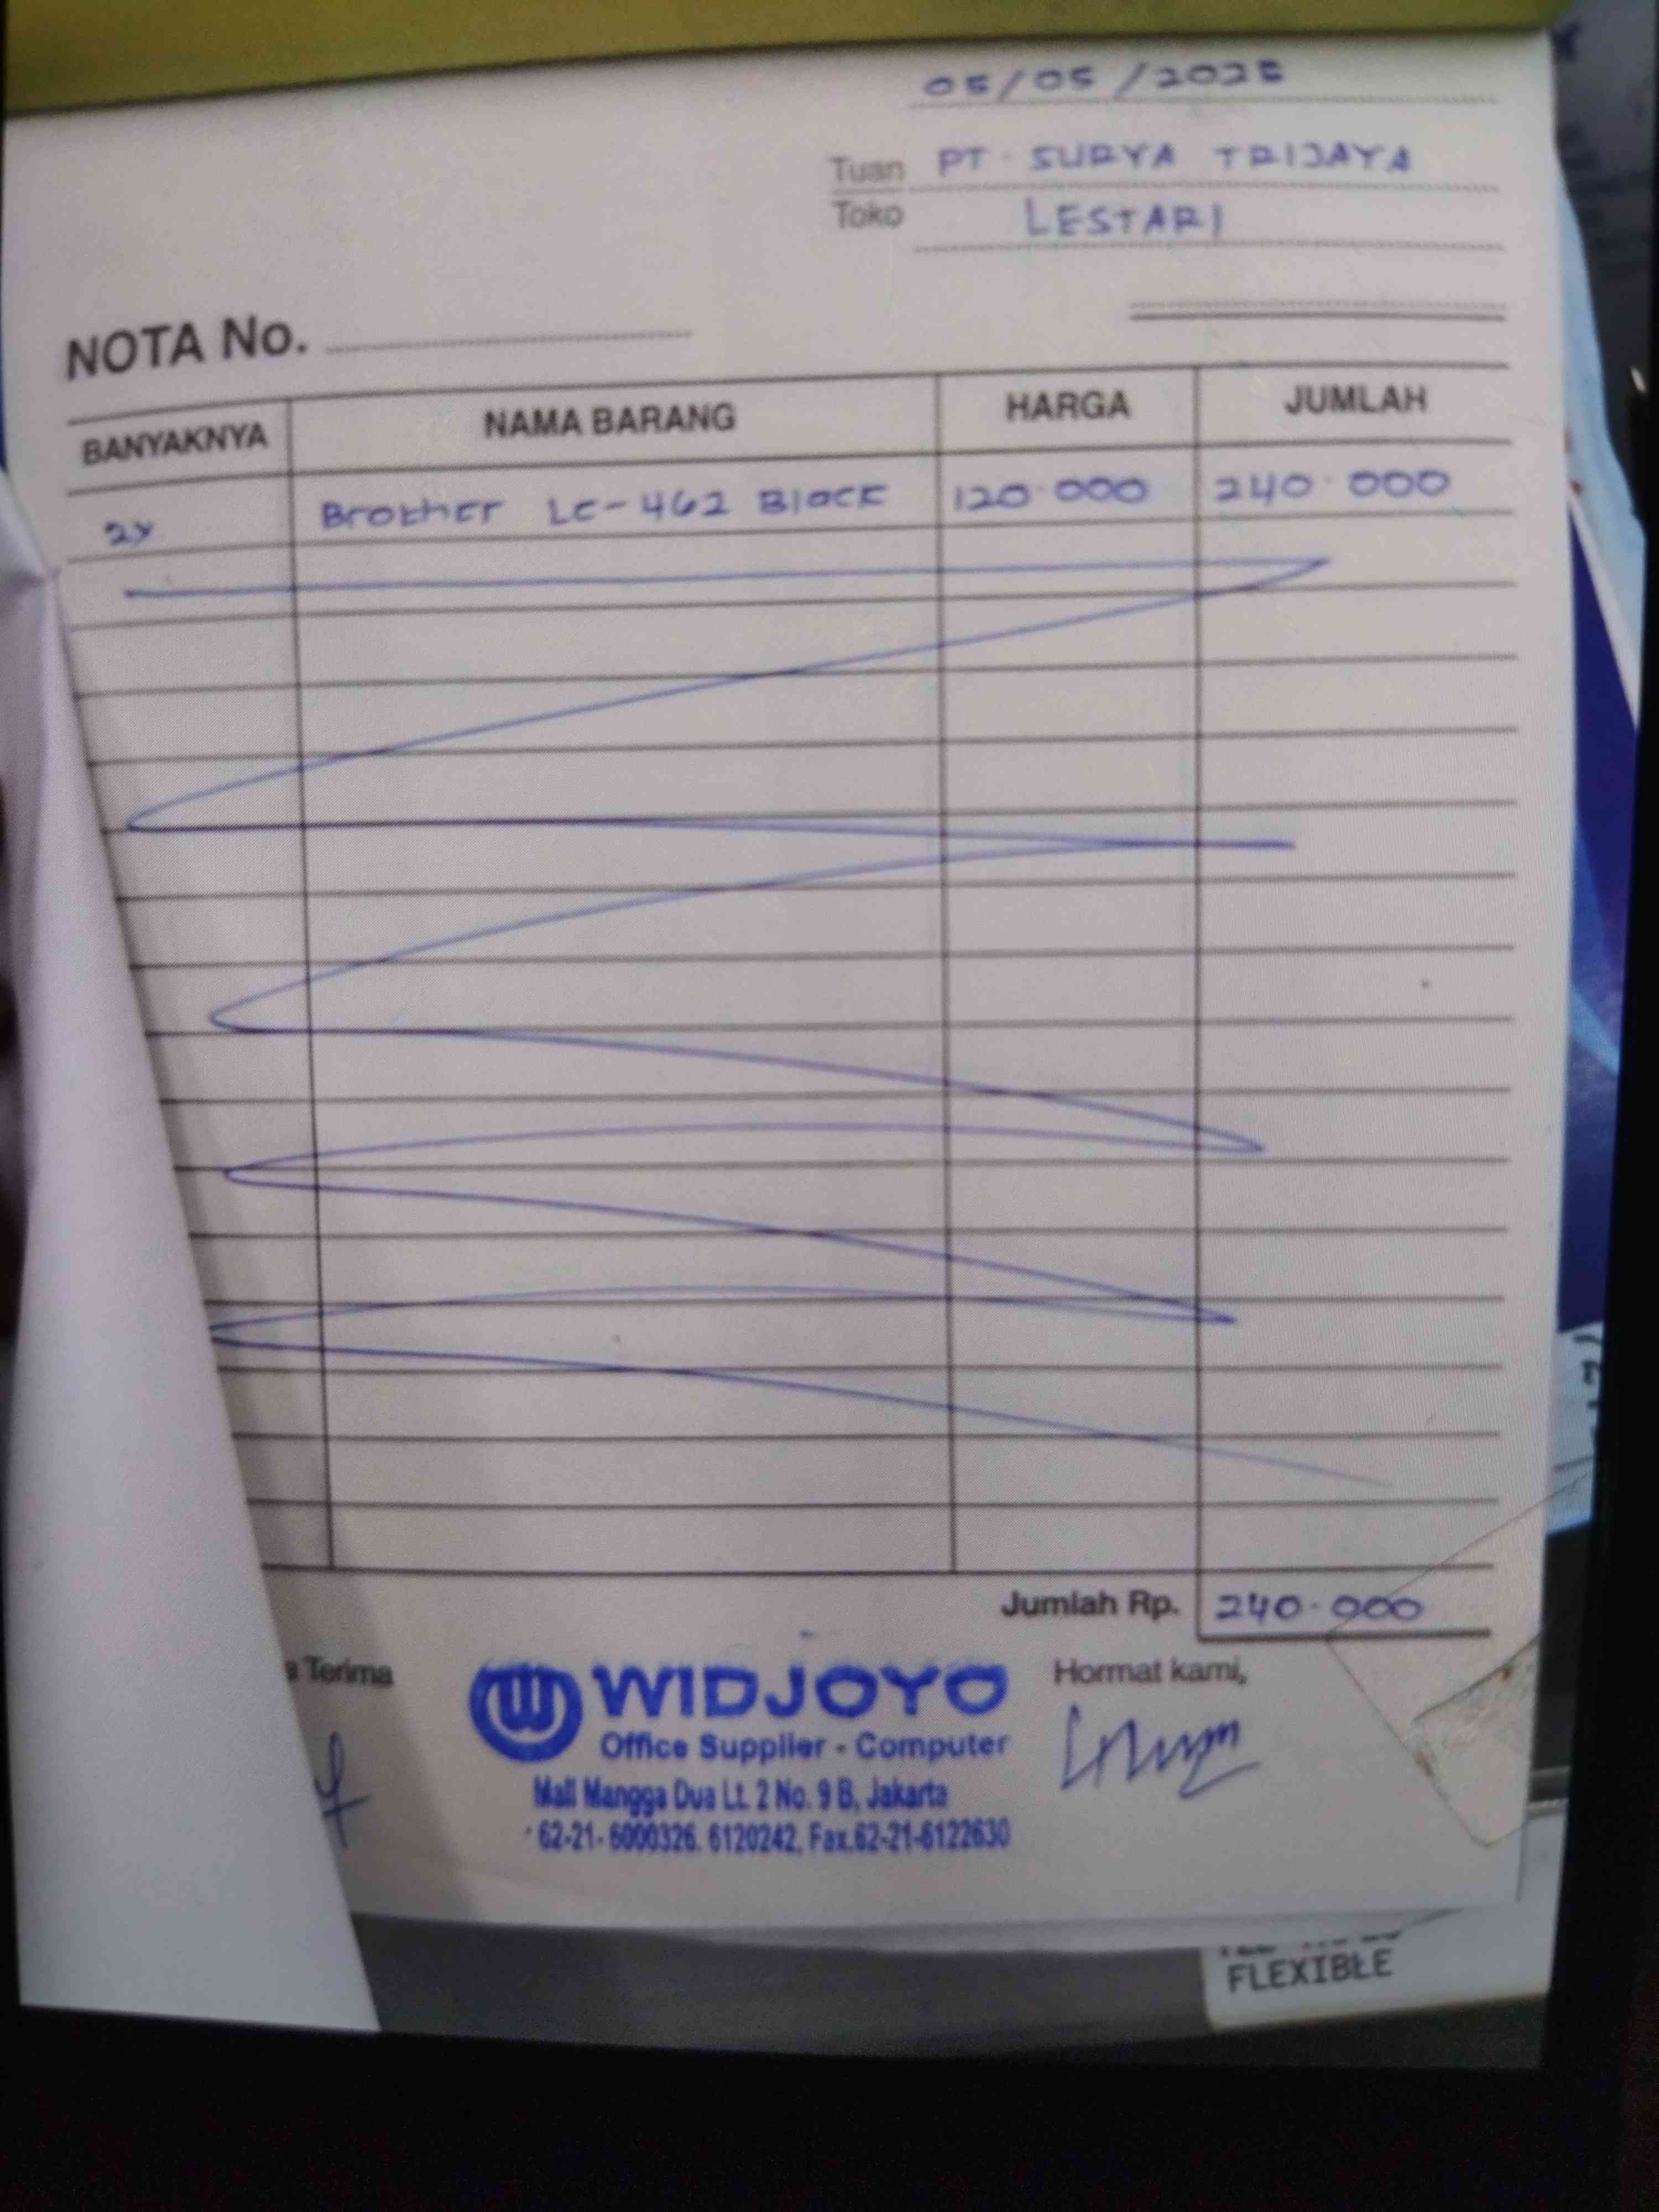 05/05/2025
Tuan PT. SURYA TRIJAYA
Toko LESTARI
NOTA No.
BANYAKNYA NAMA BARANG HARGA JUMLAH
2x Brother LC-462 Black 120.000 240.000
Jumlah Rp. 240.000
Terima
Hormat kami,
WIDJOYO
Office Supplier - Computer
Mall Mangga Dua Lt. 2 No. 9 B, Jakarta
62-21-6000326. 6120242, Fax.62-21-6122630
FLEXIBLE